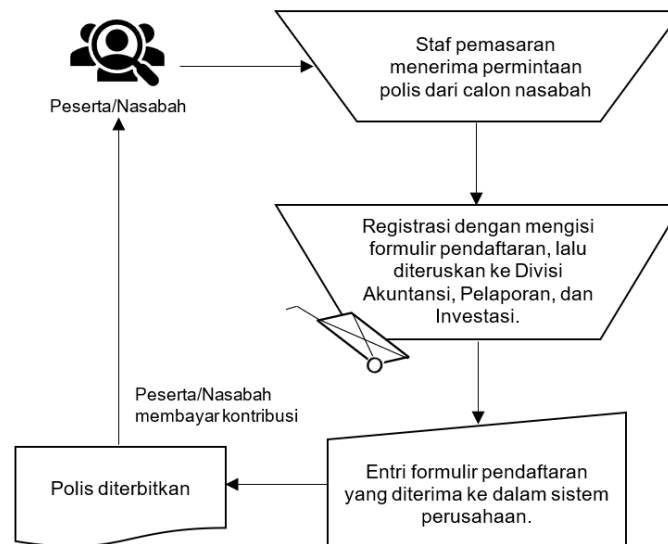 Peserta/Nasabah
Staf pemasaran
menerima permintaan
polis dari calon nasabah
Registrasi dengan mengisi
formulir pendaftaran, lalu
diteruskan ke Divisi
Akuntansi, Pelaporan, dan
Investasi.
Entri formulir pendaftaran
yang diterima ke dalam sistem
perusahaan.
Polis diterbitkan
Peserta/Nasabah
membayar kontribusi